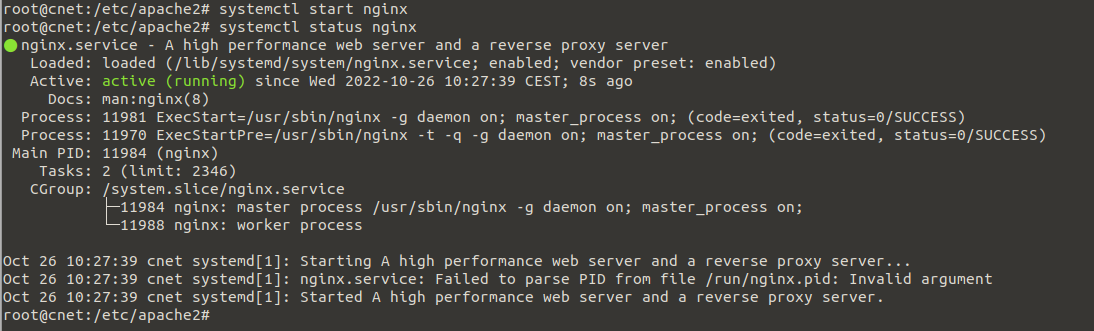 root@cnet:/etc/apache2# systemctl start nginx
root@cnet:/etc/apache2# systemctl status nginx
● nginx.service - A high performance web server and a reverse proxy server
   Loaded: loaded (/lib/systemd/system/nginx.service; enabled; vendor preset: enabled)
   Active: active (running) since Wed 2022-10-26 10:27:39 CEST; 8s ago
     Docs: man:nginx(8)
  Process: 11981 ExecStart=/usr/sbin/nginx -g daemon on; master_process on; (code=exited, status=0/SUCCESS)
  Process: 11970 ExecStartPre=/usr/sbin/nginx -t -q -g daemon on; master_process on; (code=exited, status=0/SUCCESS)
 Main PID: 11984 (nginx)
    Tasks: 2 (limit: 2346)
   CGroup: /system.slice/nginx.service
           ├─11984 nginx: master process /usr/sbin/nginx -g daemon on; master_process on;
           └─11988 nginx: worker process

Oct 26 10:27:39 cnet systemd[1]: Starting A high performance web server and a reverse proxy server...
Oct 26 10:27:39 cnet systemd[1]: nginx.service: Failed to parse PID from file /run/nginx.pid: Invalid argument
Oct 26 10:27:39 cnet systemd[1]: Started A high performance web server and a reverse proxy server.
root@cnet:/etc/apache2#